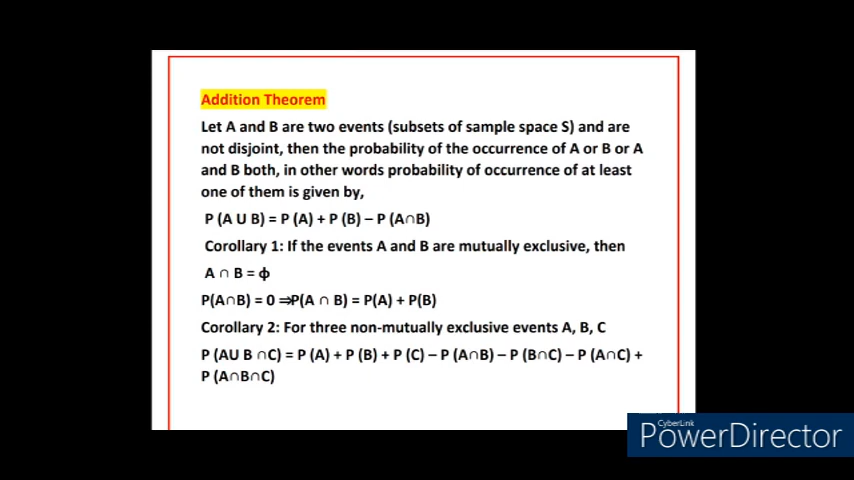 Addition Theorem
Let A and B are two events (subsets of sample space S) and are
not disjoint, then the probability of the occurrence of A or B or A
and B both, in other words probability of occurrence of at least
one of them is given by,
P (A U B) = P (A) + P (B) – P (A∩B)
Corollary 1: If the events A and B are mutually exclusive, then
A ∩ B = ф
P(A∩B) = 0 ⇒P(A ∩ B) = P(A) + P(B)
Corollary 2: For three non-mutually exclusive events A, B, C
P (AU B ∩C) = P (A) + P (B) + P (C) – P (A∩B) – P (B∩C) – P (A∩C) +
P (A∩B∩C)
CyberLink
PowerDirector